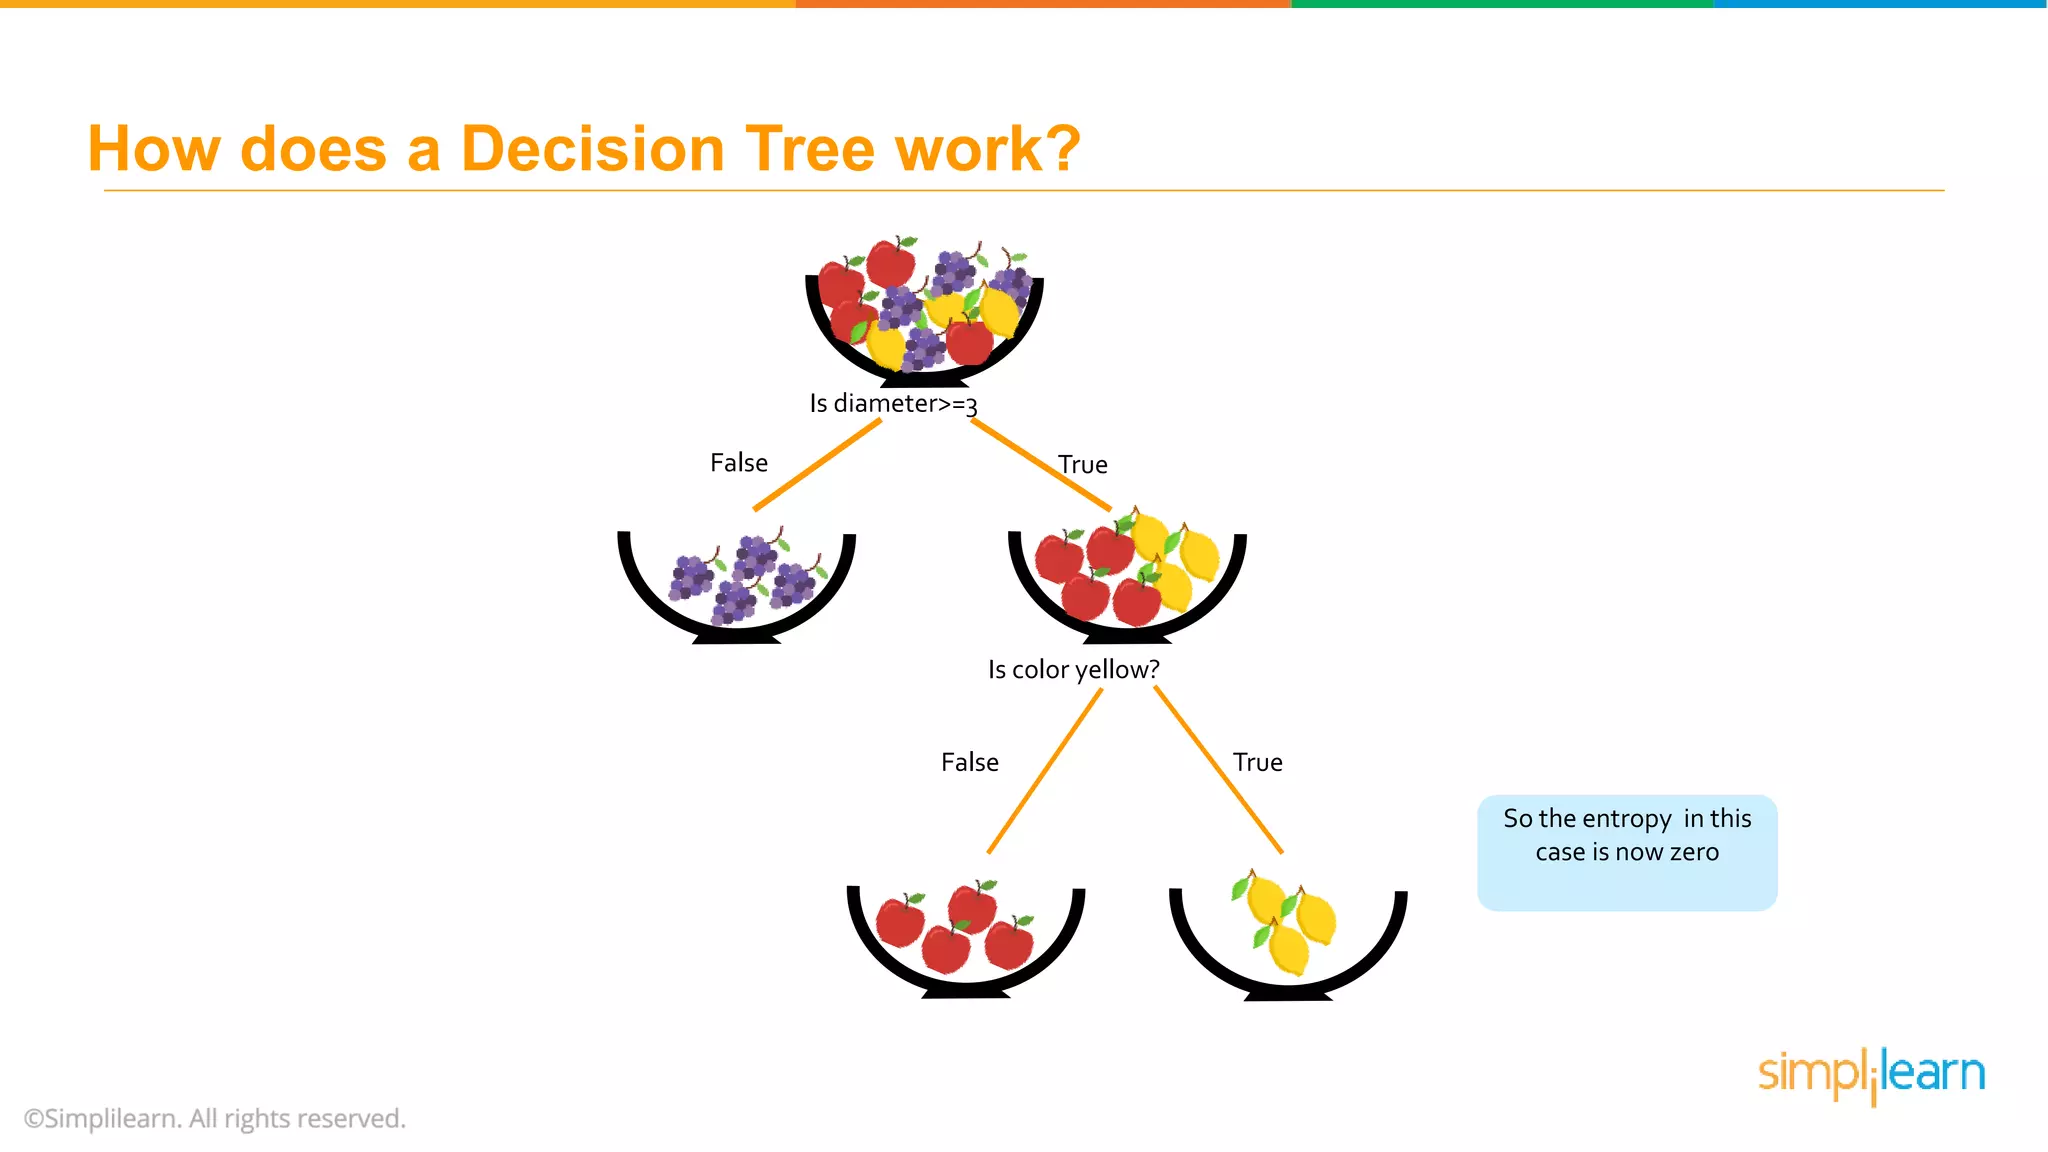 How does a Decision Tree work?
Is diameter>=3
False
True
Is color yellow?
False
True
So the entropy in this
case is now zero
simplilearn
©Simplilearn. All rights reserved.